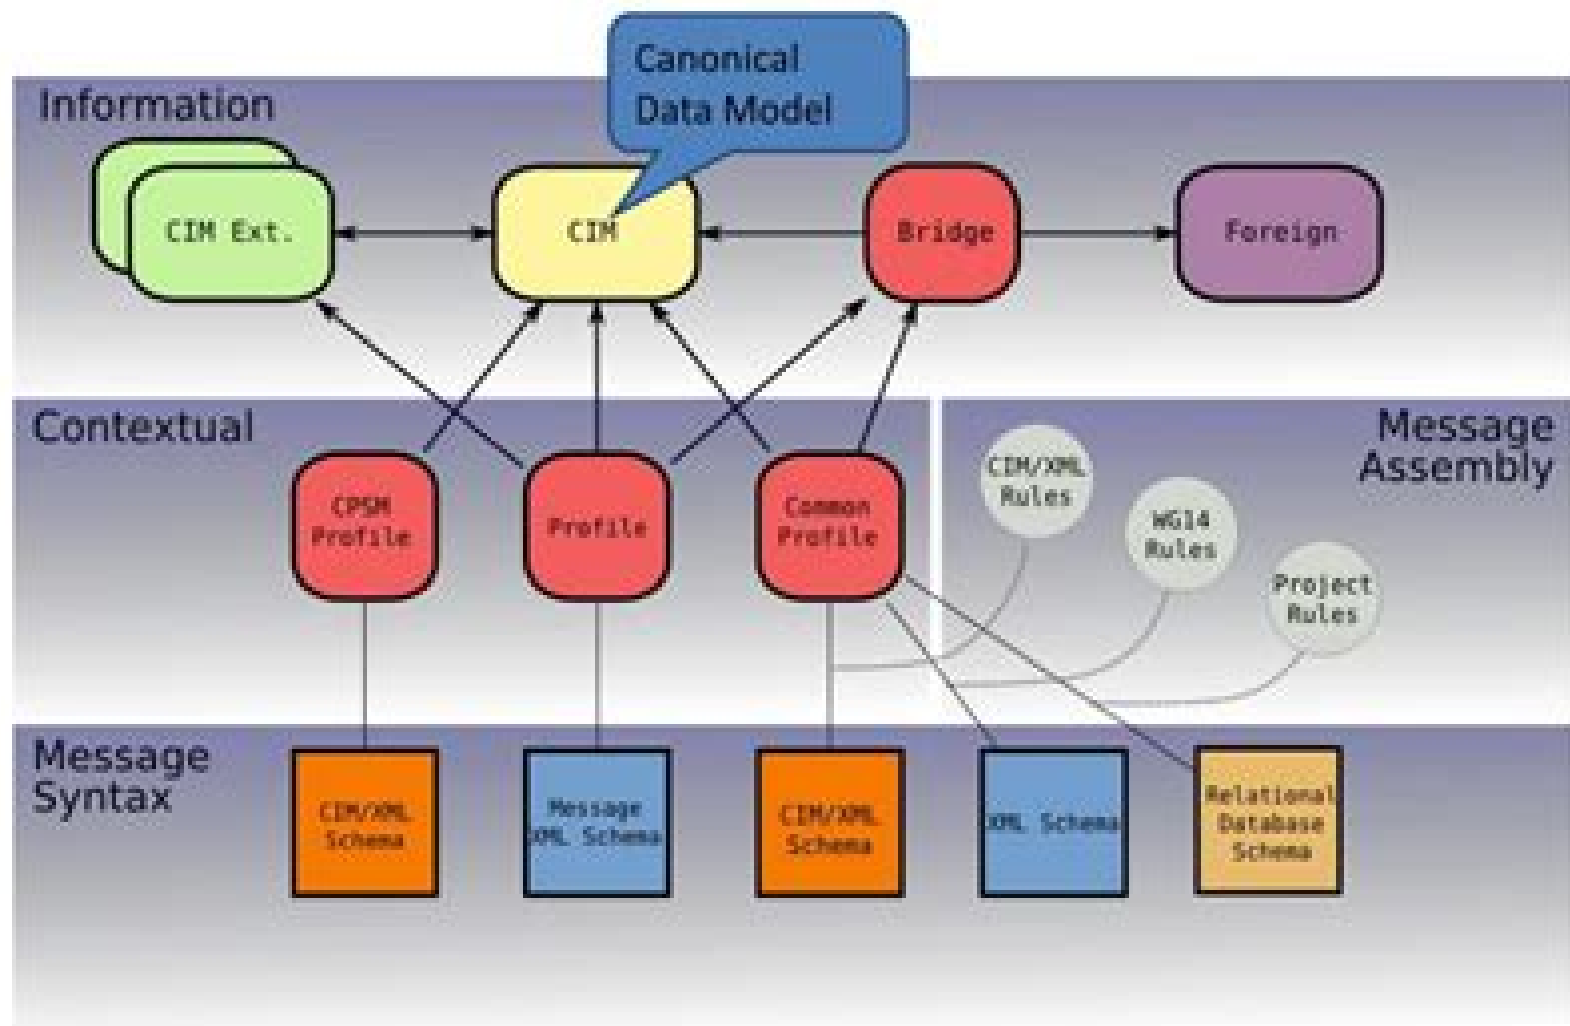 Canonical
Data Model
Information
CIM Ext.
CIM
Bridge
Foreign
Contextual
Message
Assembly
CPSM
Profile
Profile
Common
Profile
CIM/XML
Rules
WG14
Rules
Project
Rules
Message
Syntax
CIM/XML
Schema
Message
XML Schema
CIM/XML
Schema
XML Schema
Relational
Database
Schema